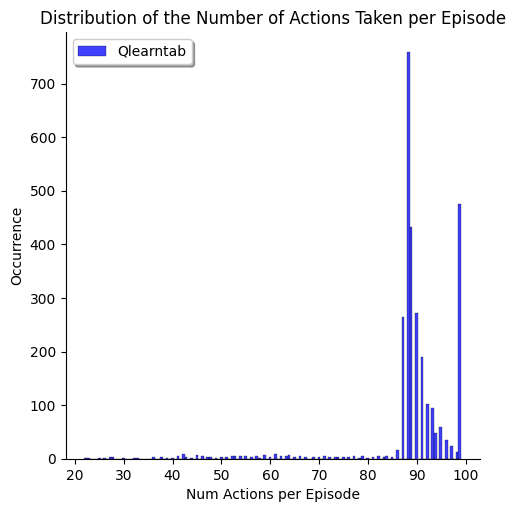 Distribution of the Number of Actions Taken per Episode
Qlearntab
Occurrence
700
600
500
400
300
200
100
0
20 30 40 50 60 70 80 90 100
Num Actions per Episode